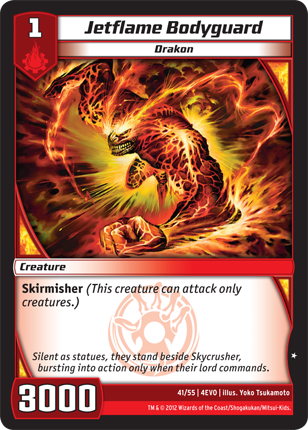 1
Jetflame Bodyguard
Drakon
Creature
Skirmisher (This creature can attack only
creatures.)
Silent as statues, they stand beside Skycrusher,
bursting into action only when their lord commands.
3000
41/55 | 4EVO | illus. Yoko Tsukamoto
TM & © 2012 Wizards of the Coast/Shogakukan/Mitsui-Kids.